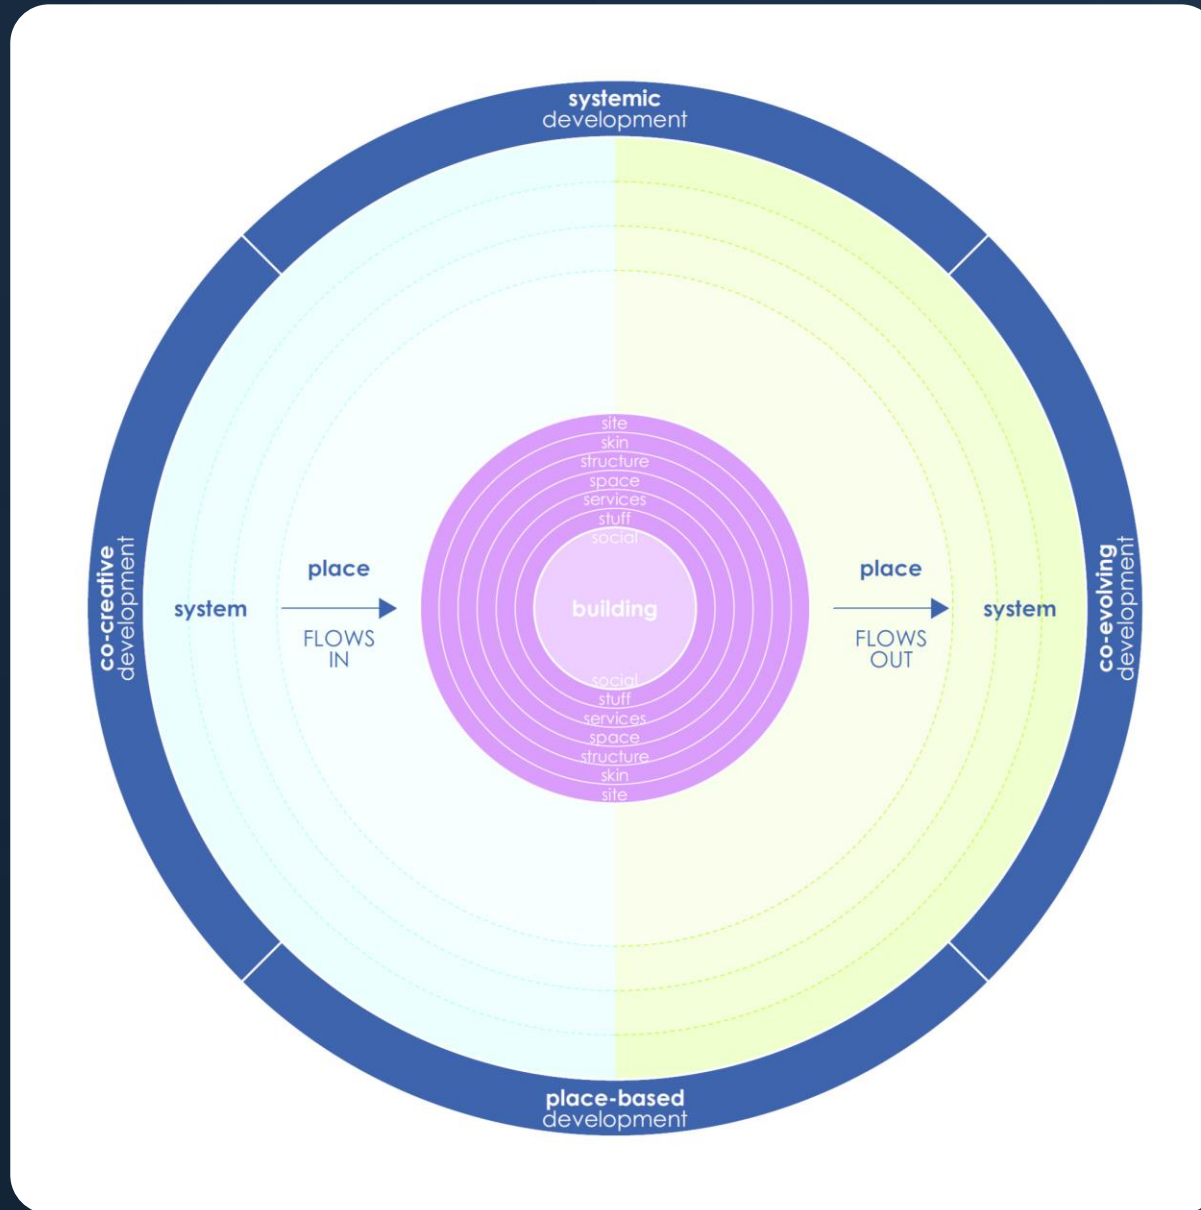 systemic
development
site
skin
structure
space
services
stuff
social
co-creative
development
system
place
FLOWS
IN
building
place
FLOWS
OUT
system
co-evolving
development
social
stuff
services
space
structure
skin
site
place-based
development